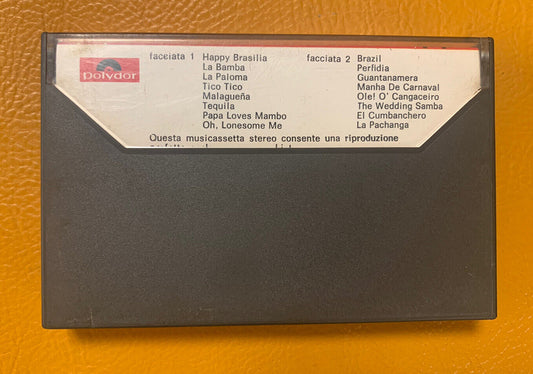 polydor
facciata 1
Happy Brasilia
La Bamba
La Paloma
Tico Tico
Malagueña
Tequila
Papa Loves Mambo
Oh, Lonesome Me
facciata 2
Brazil
Perfidia
Guantanamera
Manha De Carnaval
Ole! O' Cangaceiro
The Wedding Samba
El Cumbanchero
La Pachanga
Questa musicassetta stereo consente una riproduzione